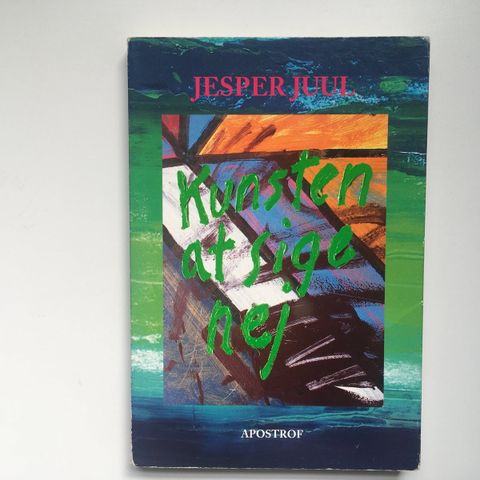 JESPER JUUL
Kunsten
at sige
nej
APOSTROF